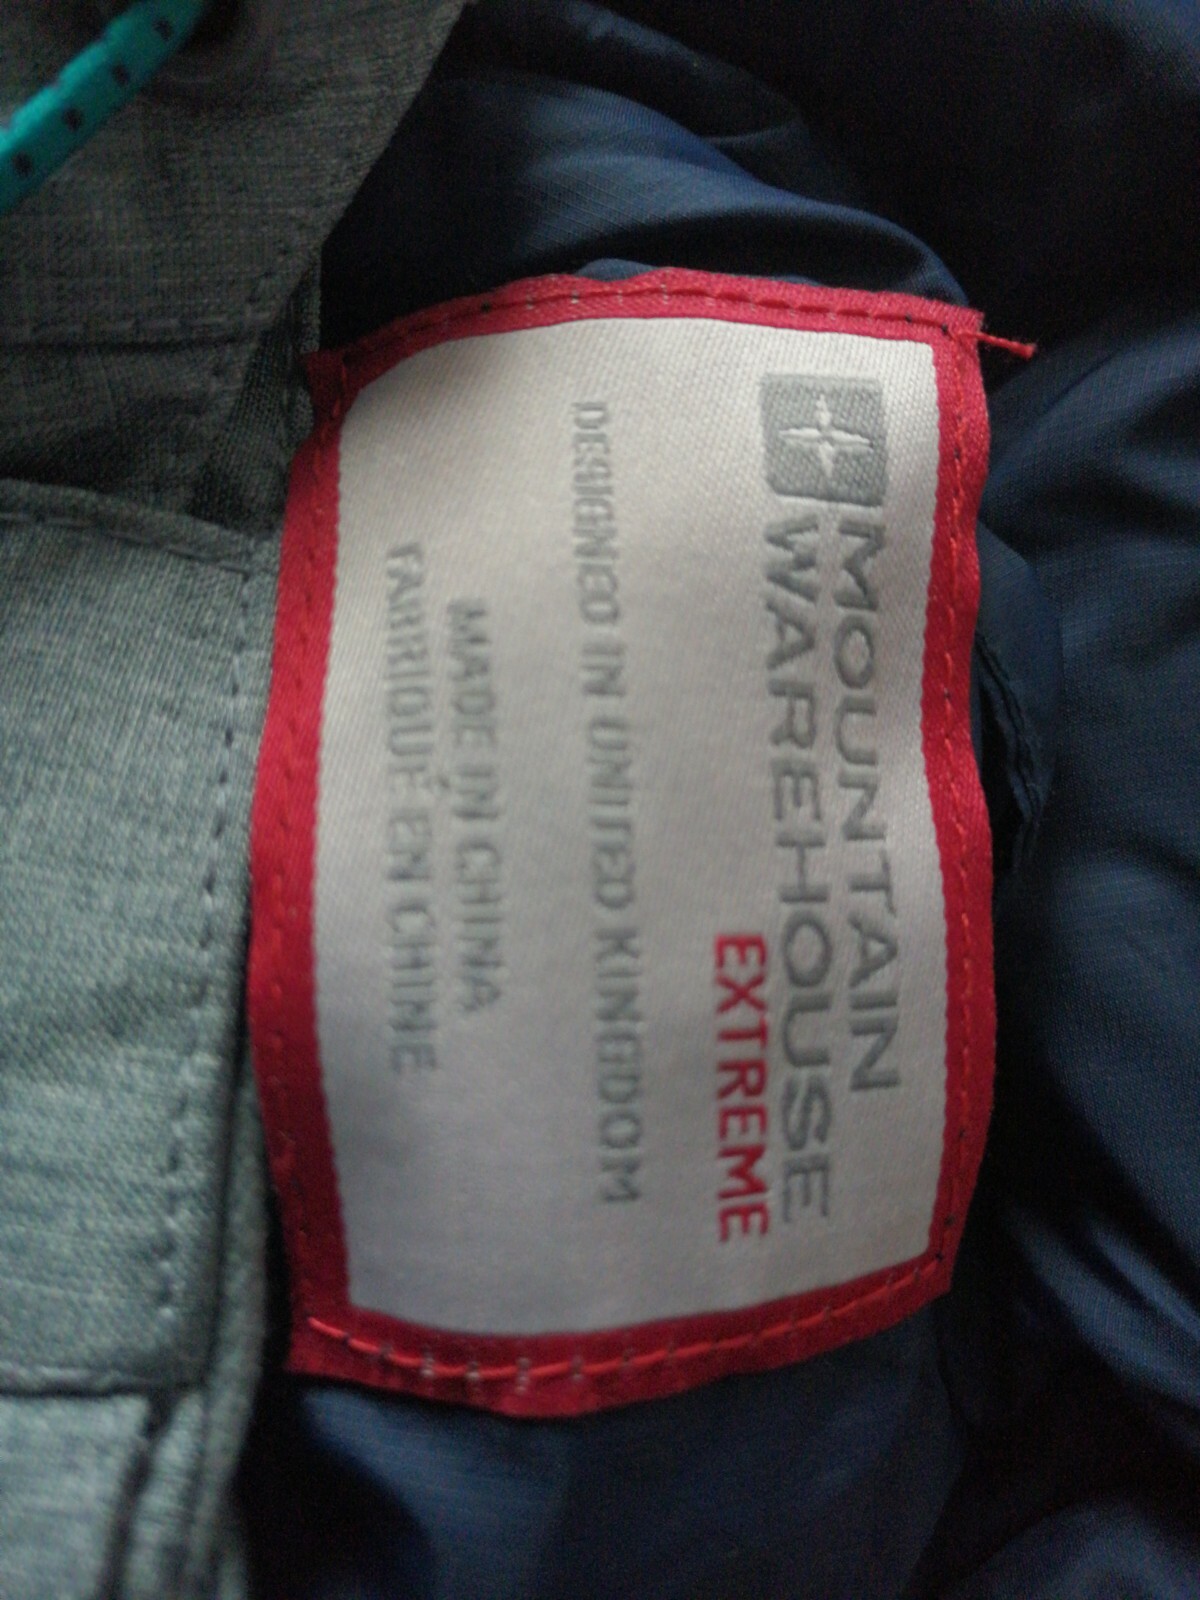 MOUNTAIN
WAREHOUSE
EXTREME
DESIGNED IN UNITED KINGDOM
MADE IN CHINA
FABRIQUÉ EN CHINE